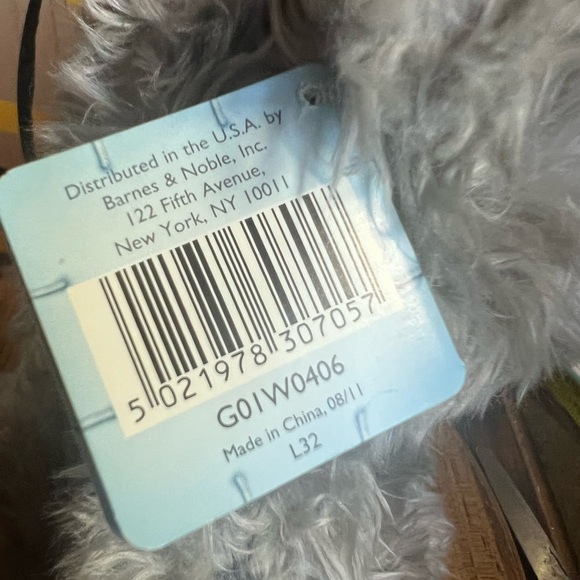 Distributed in the U.S.A. by
Barnes & Noble, Inc.
122 Fifth Avenue,
New York, NY 10011
5 021978 307057
G01W0406
Made in China, 08/11
L32